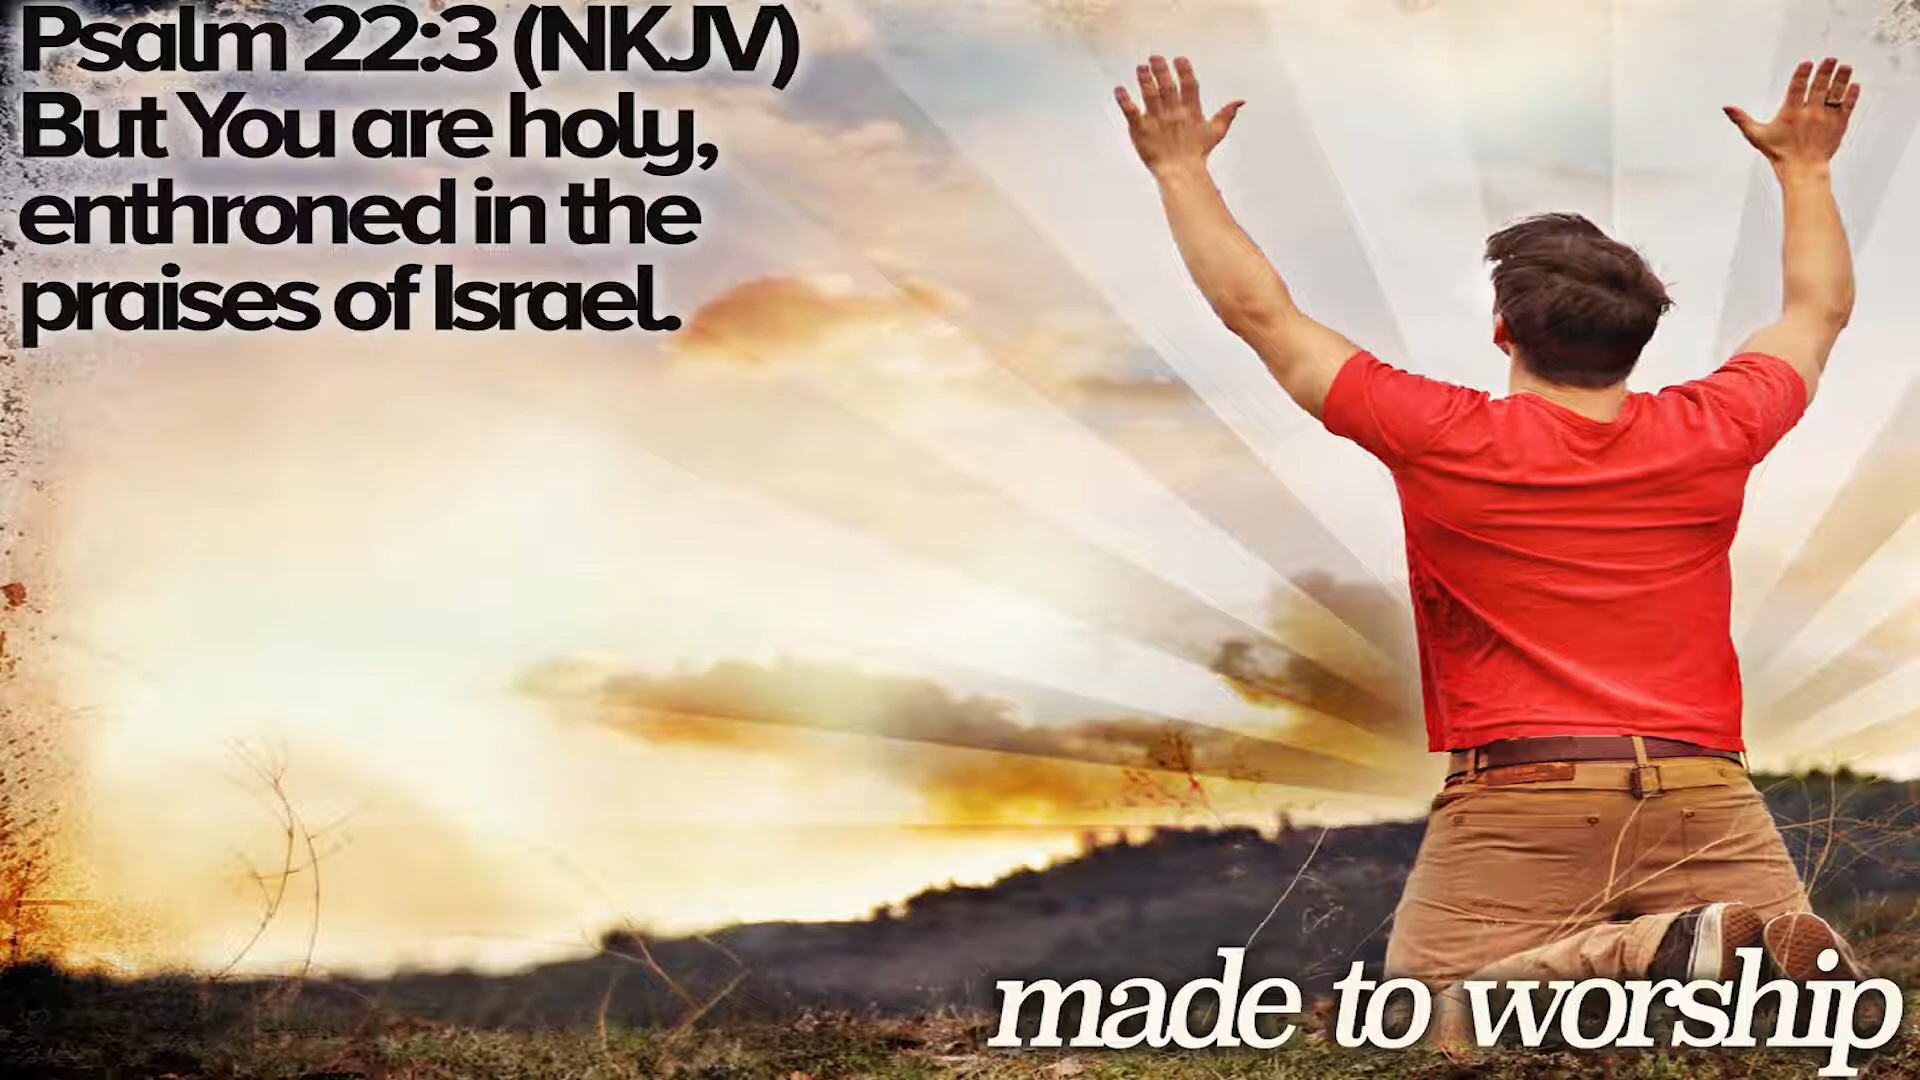 Psalm 22:3 (NKJV)
But You are holy,
enthroned in the
praises of Israel.
made to worship